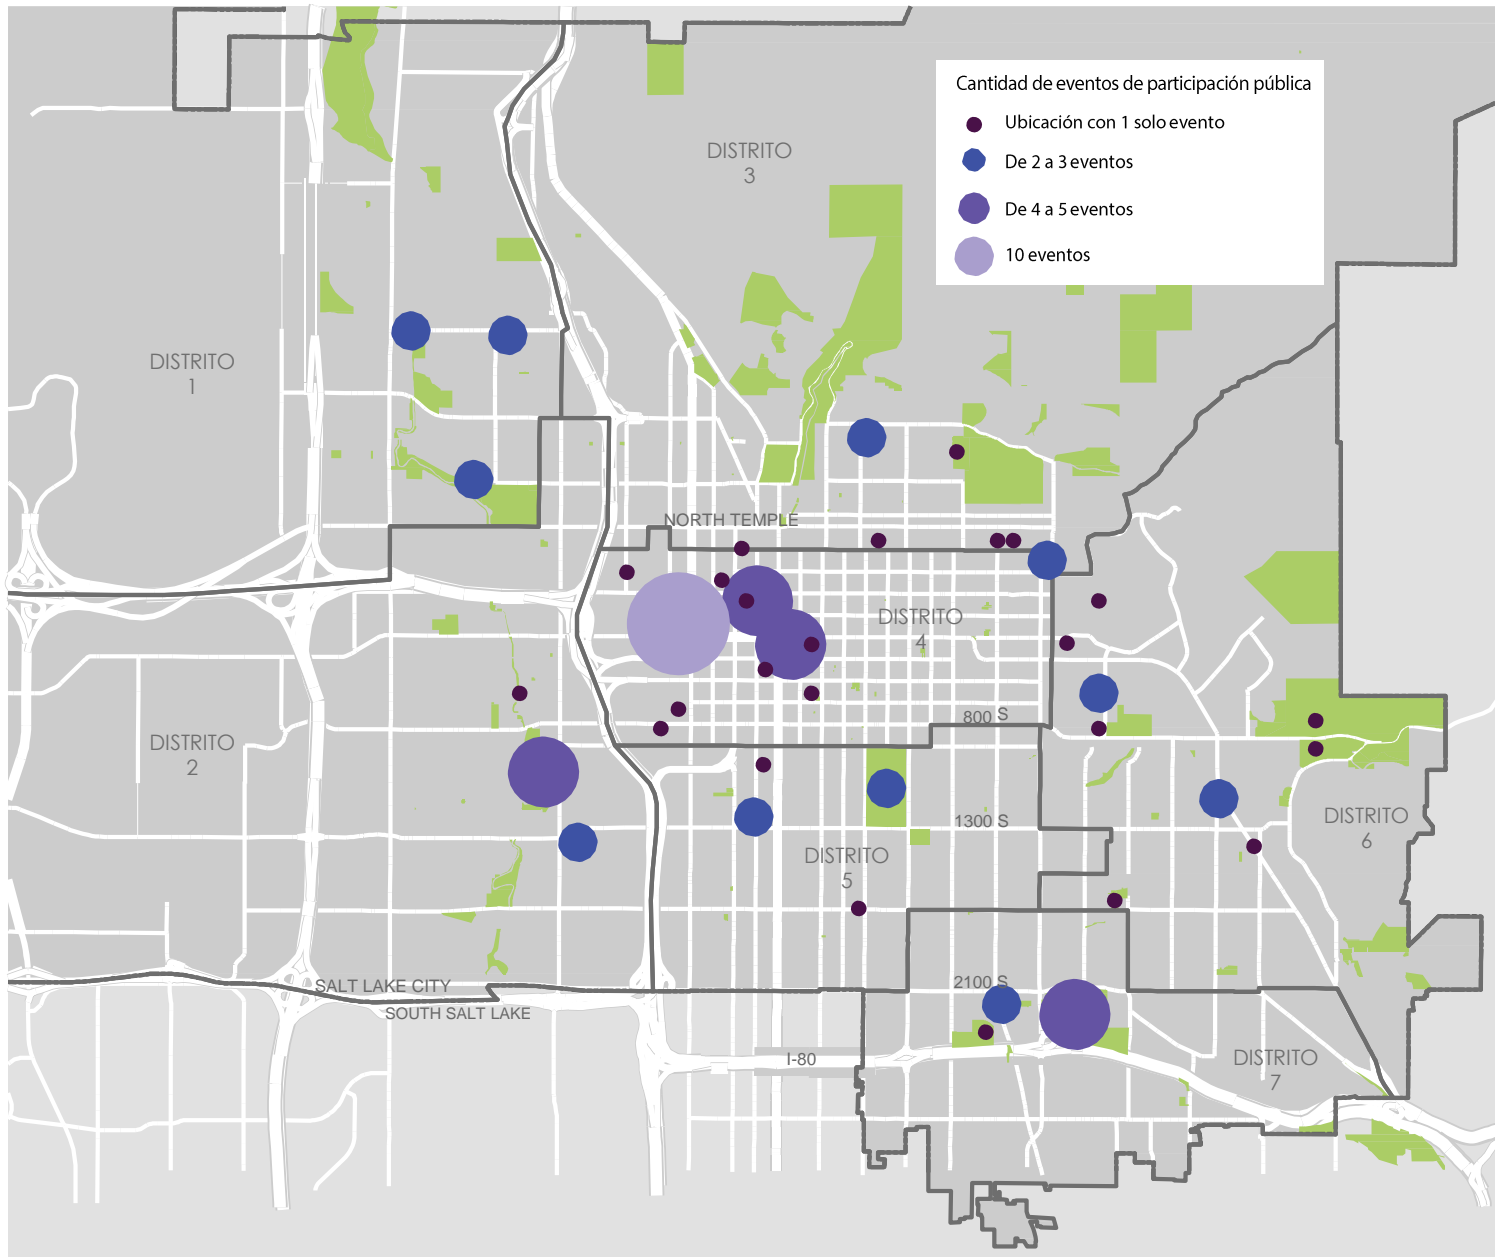 Cantidad de eventos de participación pública
Ubicación con 1 solo evento
De 2 a 3 eventos
De 4 a 5 eventos
10 eventos
DISTRITO
3
DISTRITO
1
NORTH TEMPLE
DISTRITO
4
800 S
DISTRITO
2
1300 S
DISTRITO
6
DISTRITO
5
2100 S
SALT LAKE CITY
SOUTH SALT LAKE
I-80
DISTRITO
7